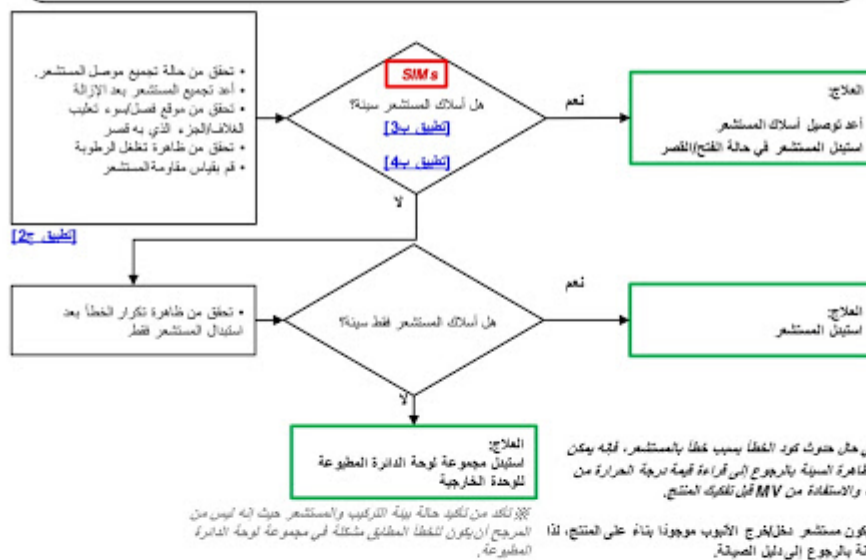 • تحقق من حالة تجميع موصل المستشعر.
• أعد تجميع المستشعر بعد الإزالة
• تحقق من موقع فصل/سوء تعليب
الغلاف/الجزء الذي به قصر
• تحقق من ظاهرة تغلغل الرطوبة
• قم بقياس مقاومة المستشعر
[تطبيق ج2]
SIMs
هل أسلاك المستشعر سيئة؟
[تطبيق ب3]
[تطبيق ب4]
نعم
العلاج:
أعد توصيل أسلاك المستشعر
استبدل المستشعر في حالة الفتح/القصر
لا
• تحقق من ظاهرة تكرار الخطأ بعد
استبدال المستشعر فقط
هل أسلاك المستشعر فقط سيئة؟
نعم
العلاج:
استبدل المستشعر
لا
العلاج:
استبدل مجموعة لوحة الدائرة المطبوعة
للوحدة الخارجية
※ تأكد من تأكيد حالة بيئة التركيب والمستشعر حيث إنه ليس من
المرجح أن يكون للخطأ المطابق مشكلة في مجموعة لوحة الدائرة
المطبوعة.
حال حدوث كود الخطأ بسبب خطأ بالمستشعر، فإنه يمكن
السيئة بالرجوع إلى قراءة قيمة درجة الحرارة من
والاستفادة من MV قبل تفكيك المنتج.
مستشعر دخل/خرج الأنبوب موجودًا بناءً على المنتج، لذا
بالرجوع إلى دليل الصيانة.